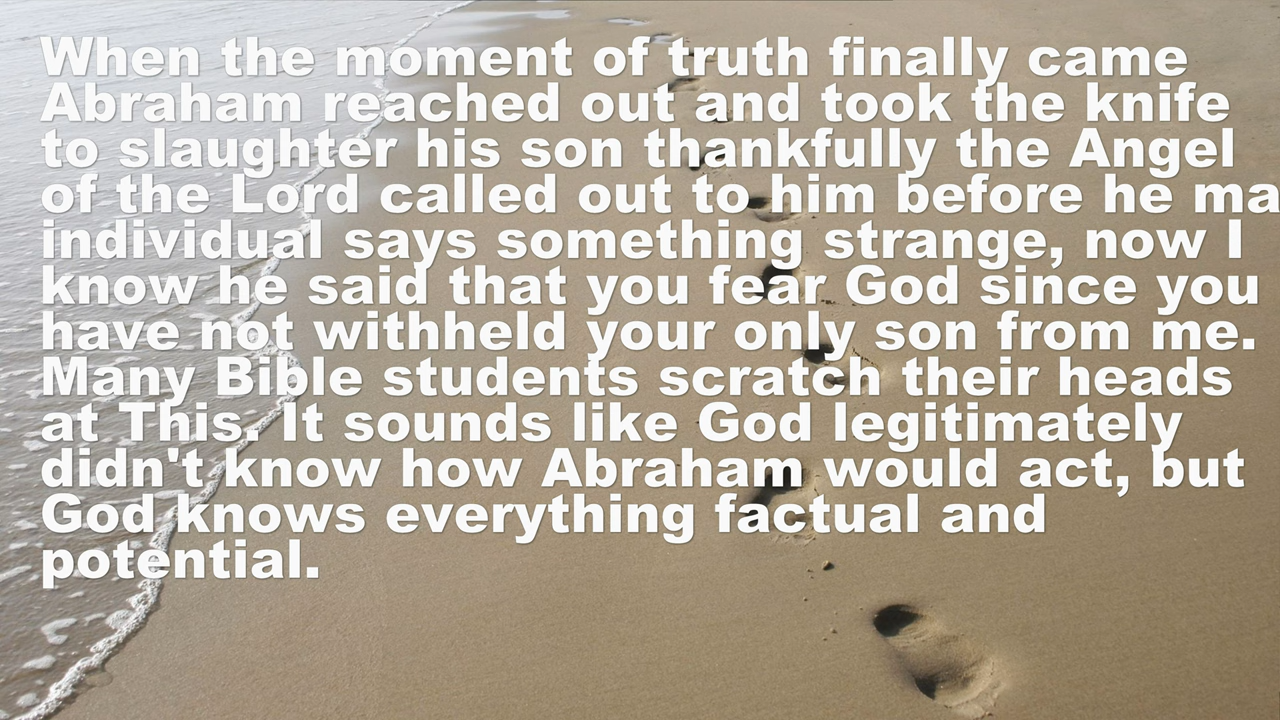 When the moment of truth finally came
Abraham reached out and took the knife
to slaughter his son thankfully the Angel
of the Lord called out to him before he ma
individual says something strange, now I
know he said that you fear God since you
have not withheld your only son from me.
Many Bible students scratch their heads
at This. It sounds like God legitimately
didn't know how Abraham would act, but
God knows everything factual and
potential.